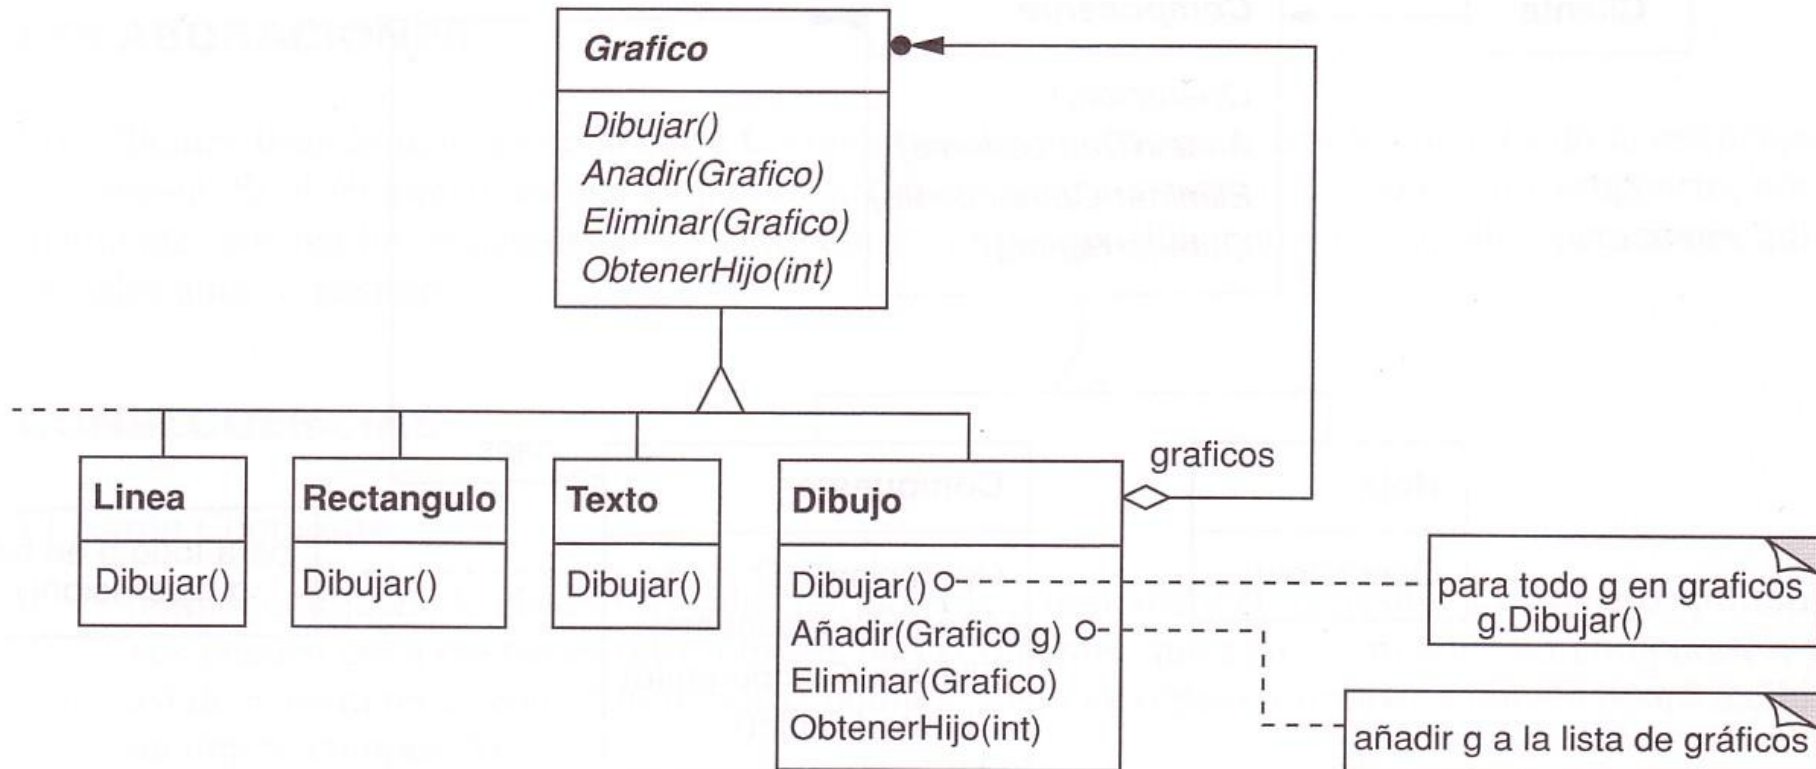 Grafico
Dibujar()
Anadir(Grafico)
Eliminar(Grafico)
ObtenerHijo(int)
graficos
Linea
Dibujar()
Rectangulo
Dibujar()
Texto
Dibujar()
Dibujo
Dibujar()
Añadir(Grafico g)
Eliminar(Grafico)
ObtenerHijo(int)
para todo g en graficos
g.Dibujar()
añadir g a la lista de gráficos